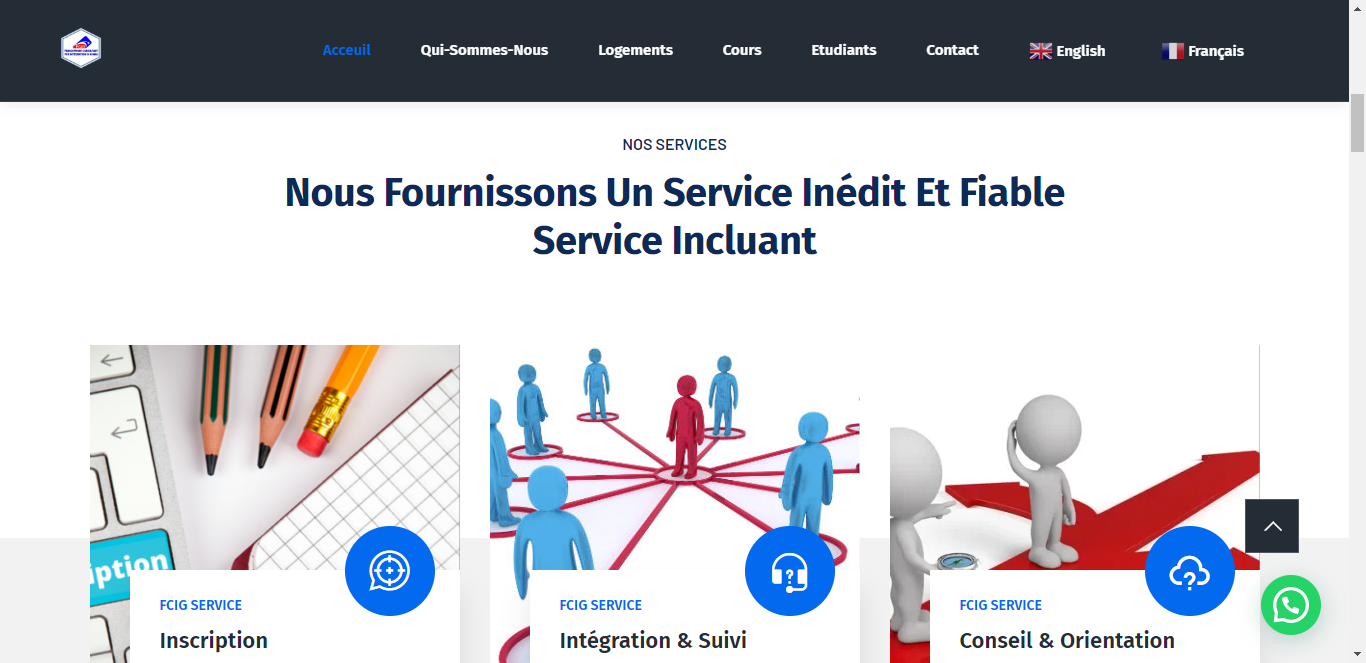 Acceuil
Qui-Sommes-Nous
Logements
Cours
Etudiants
Contact
English
Français
NOS SERVICES
Nous Fournissons Un Service Inédit Et Fiable
Service Incluant
iption
FCIG SERVICE
Inscription
FCIG SERVICE
Intégration & Suivi
FCIG SERVICE
Conseil & Orientation